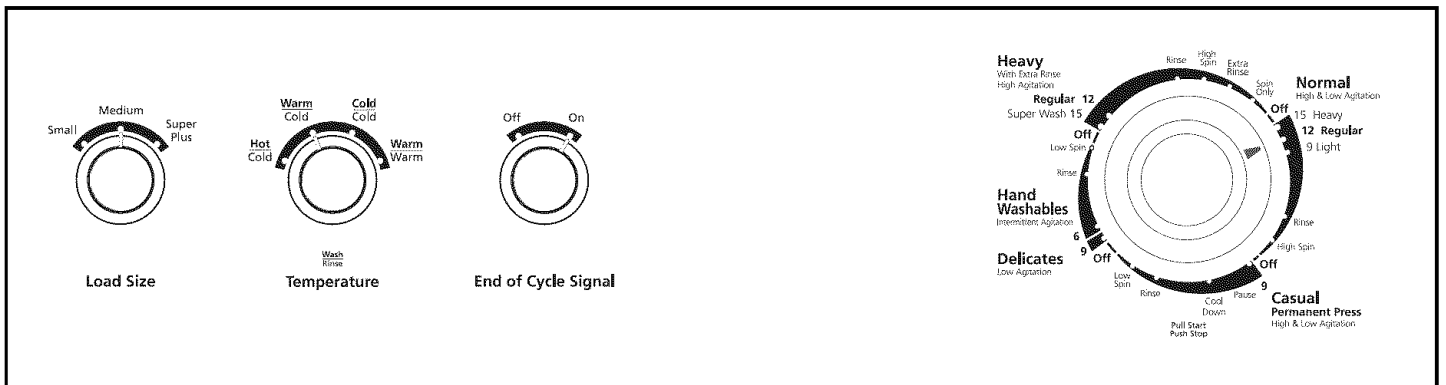 Small
Medium
Super
Plus
Load Size
Hot
Cold
Warm
Cold
Cold
Cold
Warm
Warm
Wash
Rinse
Temperature
Off
On
End of Cycle Signal
Heavy
With Extra Rinse
High Agitation
Regular 12
Super Wash 15
Off
Low Spin
Rinse
Hand
Washables
Intermittent Agitation
6
9
Off
Delicates
Low Agitation
Rinse
High
Spin
Extra
Rinse
Spin
Only
Off
Normal
High & Low Agitation
15 Heavy
12 Regular
9 Light
Rinse
High Spin
Off
9
Casual
Permanent Press
High & Low Agitation
Pause
Cool
Down
Rinse
Low
Spin
Pull Start
Push Stop